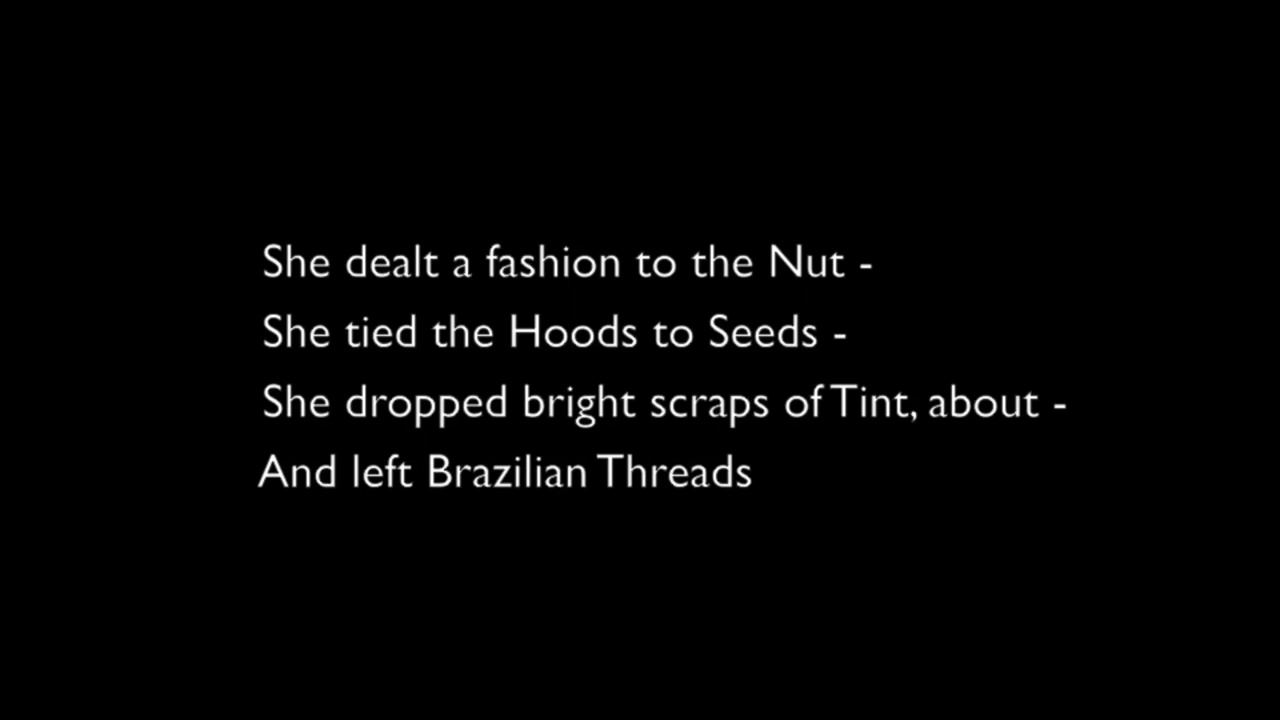 She dealt a fashion to the Nut -
She tied the Hoods to Seeds -
She dropped bright scraps of Tint, about -
And left Brazilian Threads